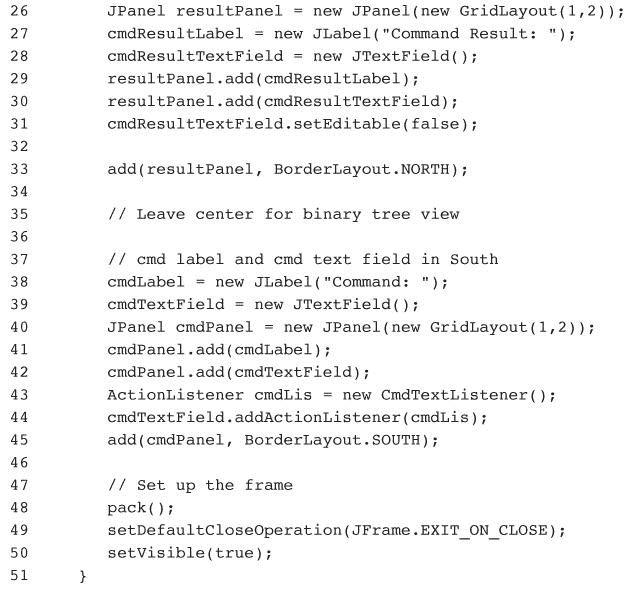 26        JPanel resultPanel = new JPanel(new GridLayout(1,2));
27        cmdResultLabel = new JLabel("Command Result: ");
28        cmdResultTextField = new JTextField();
29        resultPanel.add(cmdResultLabel);
30        resultPanel.add(cmdResultTextField);
31        cmdResultTextField.setEditable(false);
32
33        add(resultPanel, BorderLayout.NORTH);
34
35        // Leave center for binary tree view
36
37        // cmd label and cmd text field in South
38        cmdLabel = new JLabel("Command: ");
39        cmdTextField = new JTextField();
40        JPanel cmdPanel = new JPanel(new GridLayout(1,2));
41        cmdPanel.add(cmdLabel);
42        cmdPanel.add(cmdTextField);
43        ActionListener cmdLis = new CmdTextListener();
44        cmdTextField.addActionListener(cmdLis);
45        add(cmdPanel, BorderLayout.SOUTH);
46
47        // Set up the frame
48        pack();
49        setDefaultCloseOperation(JFrame.EXIT_ON_CLOSE);
50        setVisible(true);
51     }